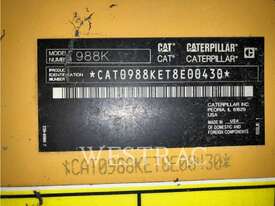 MODEL NUMBER 988K CAT® CATERPILLAR®
PRODUCT IDENTIFICATION NUMBER *CAT0988KET8E00430*
CATERPILLAR INC.
PEORIA, IL 61629
USA
MADE IN USA
OF DOMESTIC AND
FOREIGN COMPONENTS
WESTRAC
*CAT0988KET8E00430*